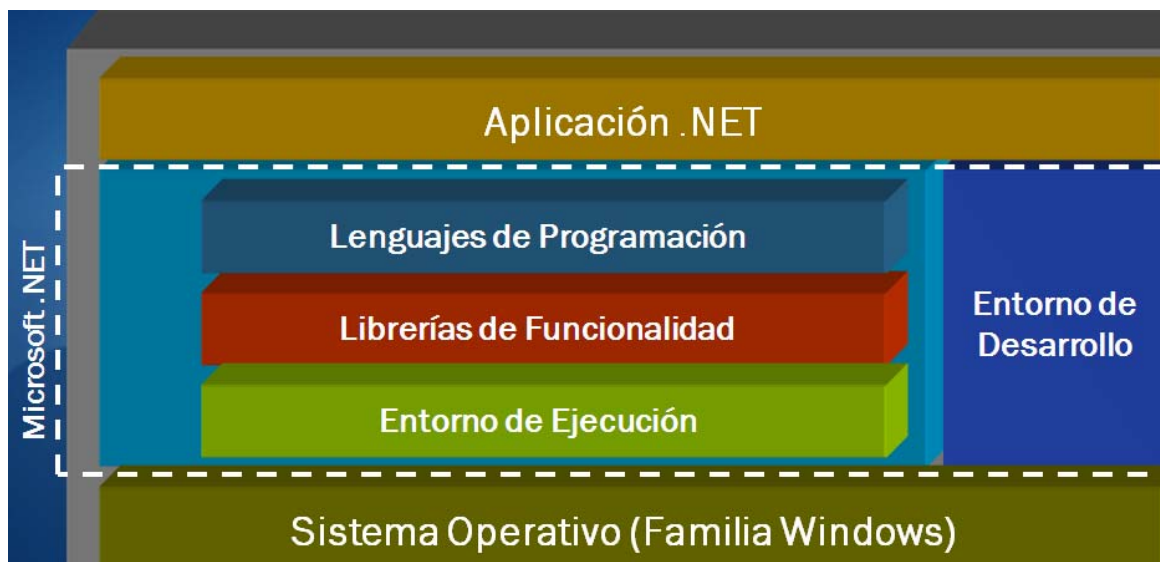 Aplicación .NET
Microsoft .NET
Lenguajes de Programación
Librerías de Funcionalidad
Entorno de Ejecución
Entorno de
Desarrollo
Sistema Operativo (Familia Windows)